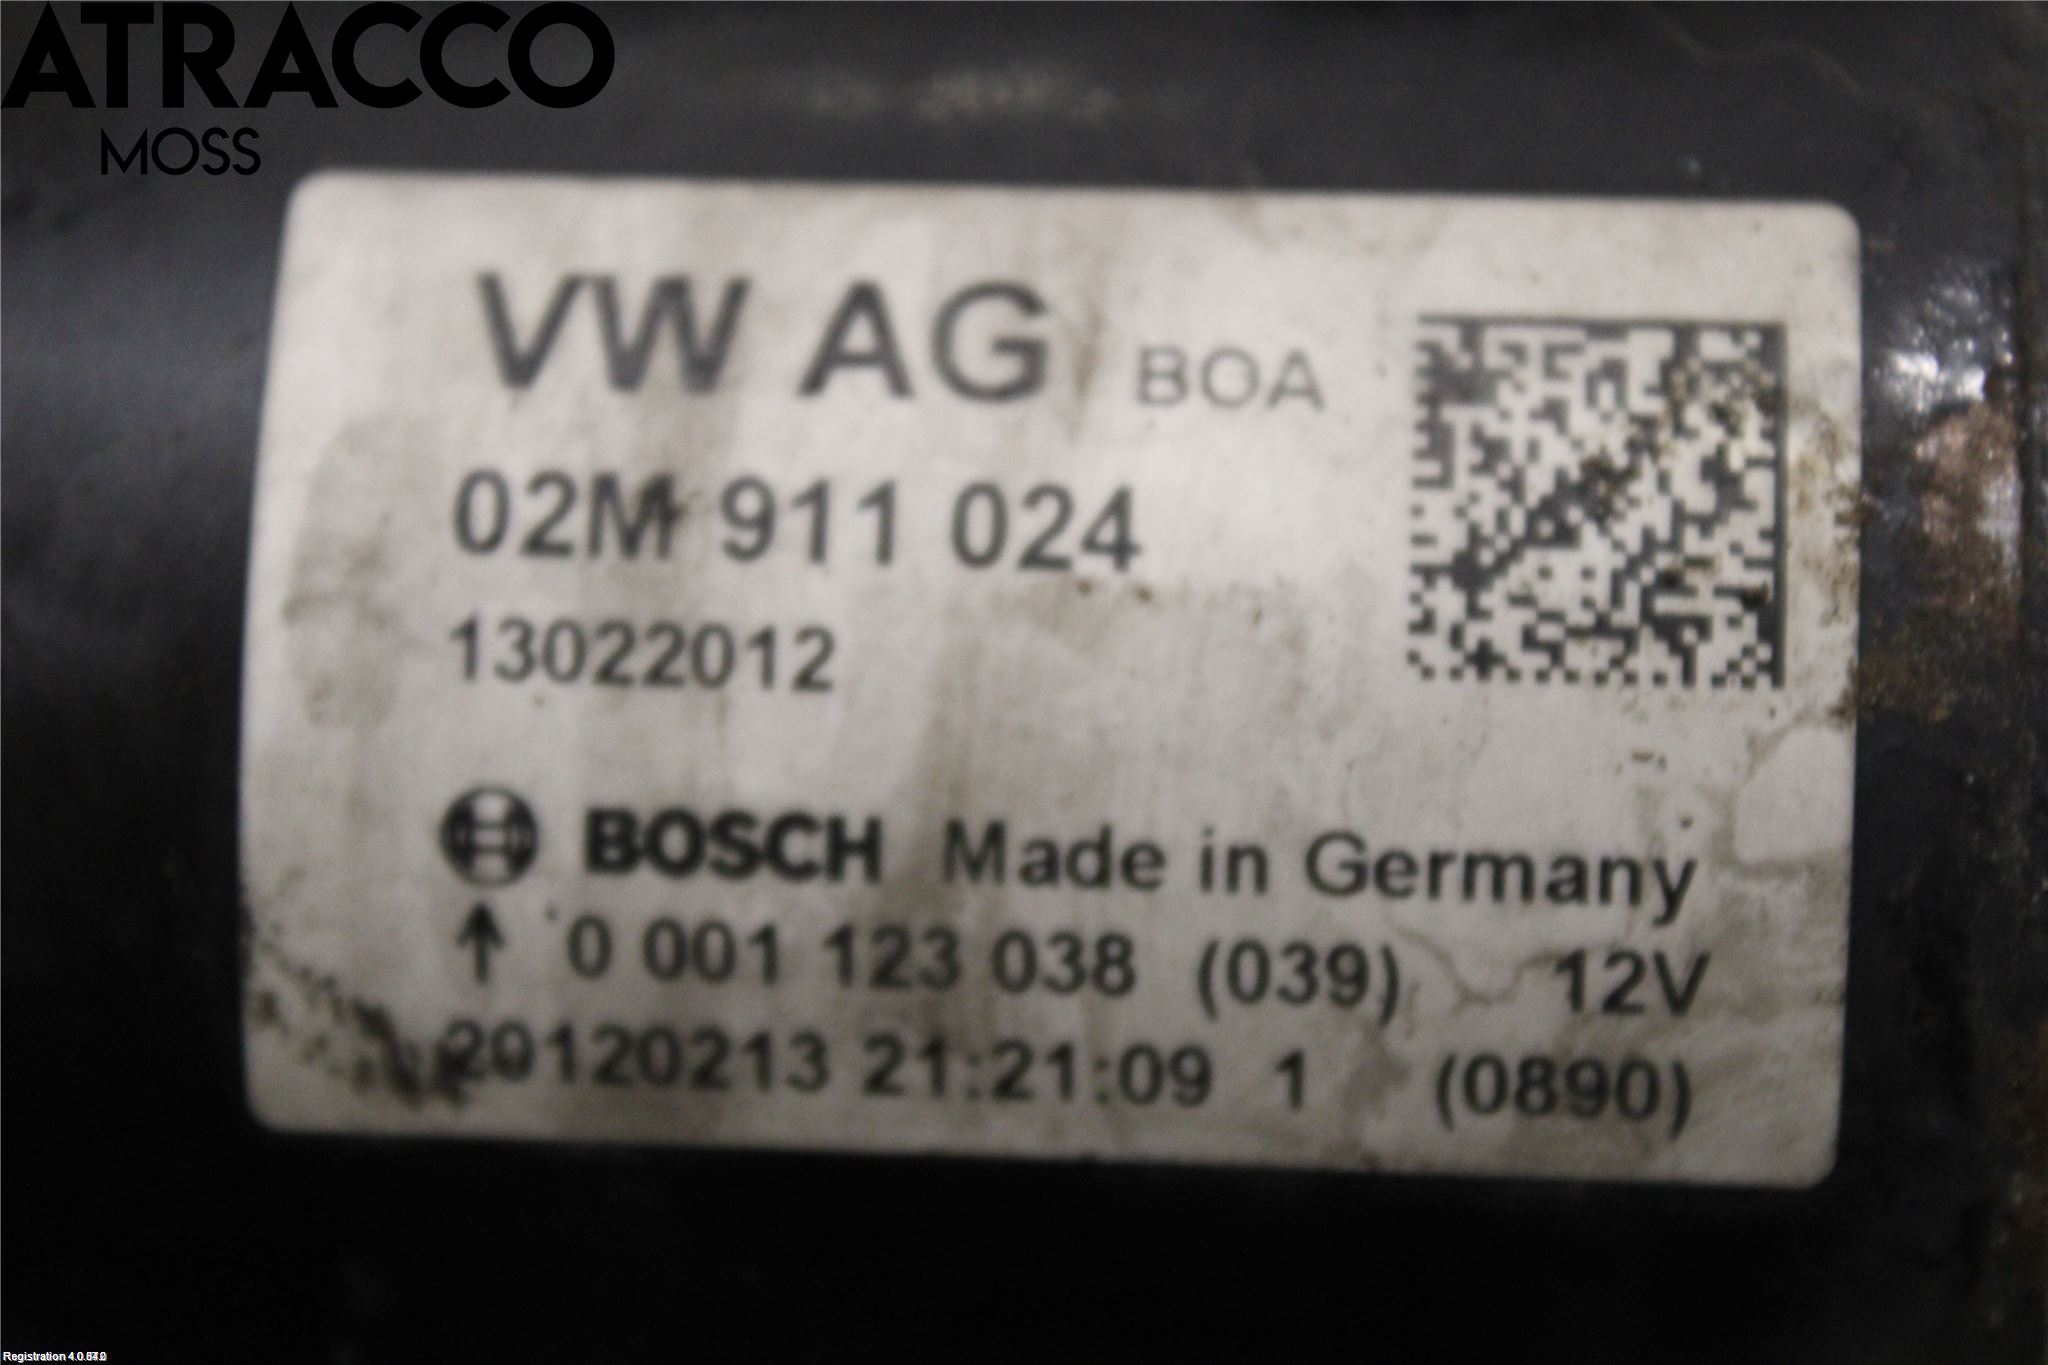 ATRACCO
MOSS
VW AG BOA
02M 911 024
13022012
BOSCH Made in Germany
↑ 0 001 123 038 (039) 12V
20120213 21:21:09 1 (0890)
Registration